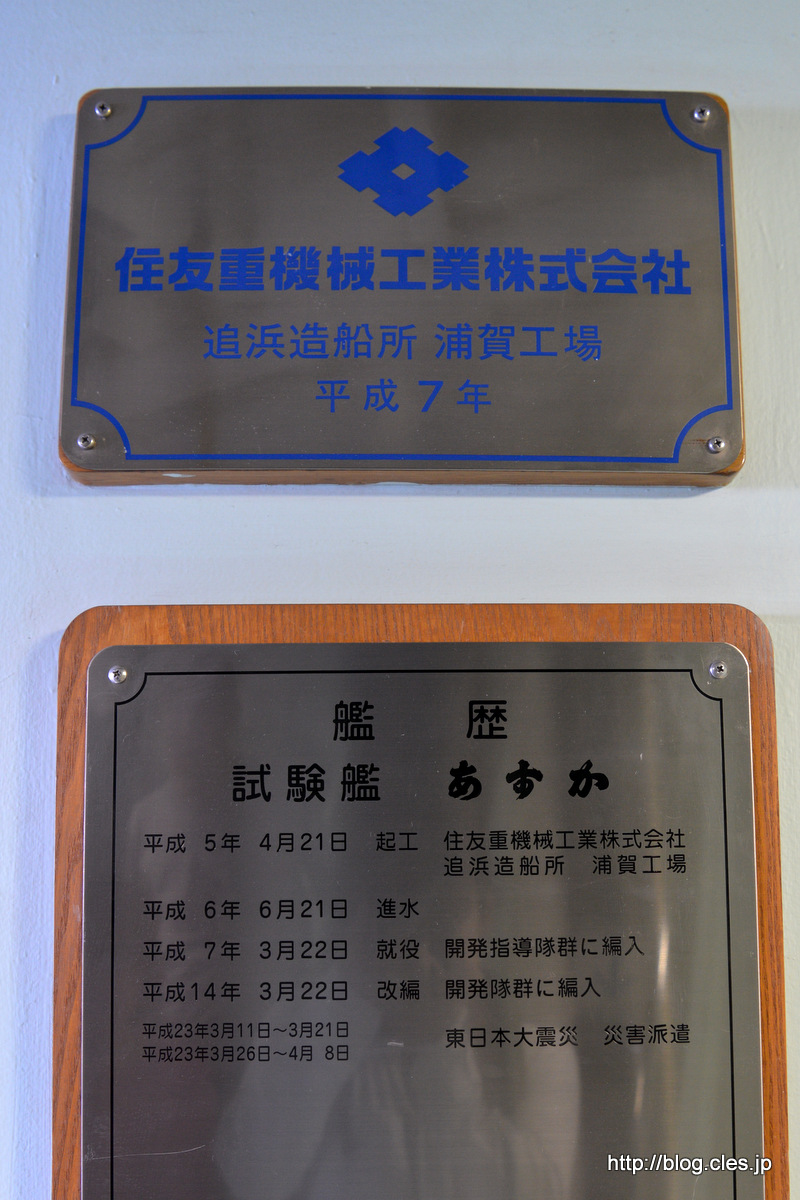 住友重機械工業株式会社
追浜造船所 浦賀工場
平成7年
艦 歴
試験艦 あすか
平成 5年 4月21日 起工 住友重機械工業株式会社
追浜造船所 浦賀工場
平成 6年 6月21日 進水
平成 7年 3月22日 就役 開発指導隊群に編入
平成14年 3月22日 改編 開発隊群に編入
平成23年3月11日～3月21日
平成23年3月26日～4月 8日 東日本大震災 災害派遣
http://blog.cles.jp